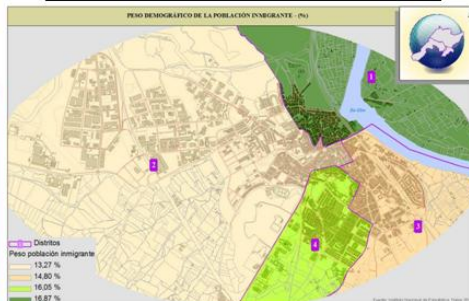 PESO DEMOGRÁFICO DE LA POBLACIÓN INMIGRANTE - (%)
1
2
3
4
Distritos
Peso población inmigrante
13,27 %
14,80 %
16,05 %
16,87 %